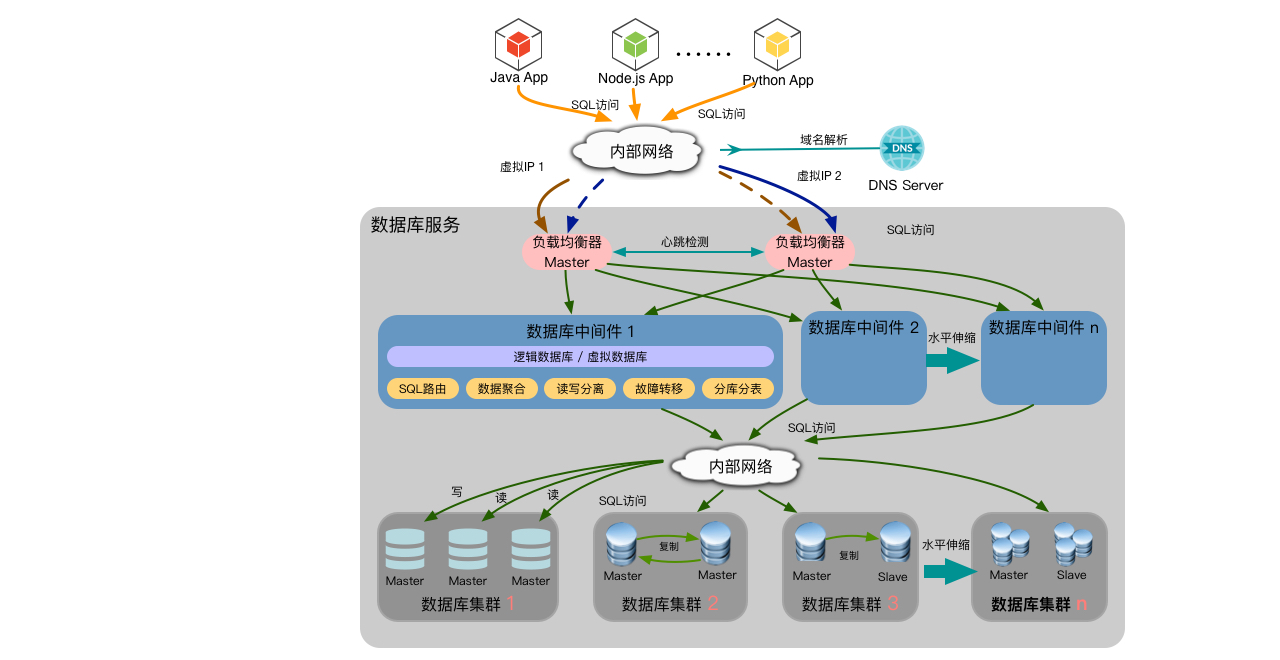 Java App
Node.js App
......
Python App
SQL访问
SQL访问
内部网络
域名解析
DNS
DNS Server
虚拟IP 1
虚拟IP 2
数据库服务
SQL访问
负载均衡器
Master
心跳检测
负载均衡器
Master
数据库中间件 1
逻辑数据库 / 虚拟数据库
SQL路由
数据聚合
读写分离
故障转移
分库分表
数据库中间件 2
水平伸缩
数据库中间件 n
SQL访问
内部网络
写
读
读
SQL访问
Master
Master
Master
数据库集群 1
复制
Master
Master
数据库集群 2
复制
Master
Slave
数据库集群 3
水平伸缩
Master
Slave
数据库集群 n